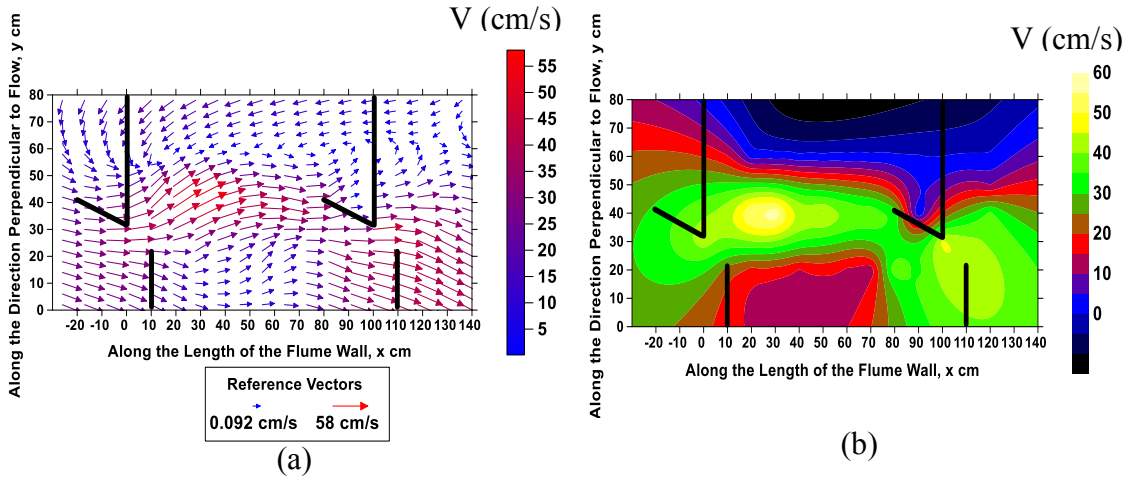 (a)
V (cm/s)
Along the Direction Perpendicular to Flow, y cm
80
70
60
50
40
30
20
10
0
-20 -10 0 10 20 30 40 50 60 70 80 90 100 110 120 130 140
Along the Length of the Flume Wall, x cm
55
50
45
40
35
30
25
20
15
10
5
Reference Vectors
0.092 cm/s 58 cm/s
(a)
(b)
V (cm/s)
Along the Direction Perpendicular to Flow, y cm
80
70
60
50
40
30
20
10
0
-20 -10 0 10 20 30 40 50 60 70 80 90 100 110 120 130 140
Along the Length of the Flume Wall, x cm
60
50
40
30
20
10
0
(b)